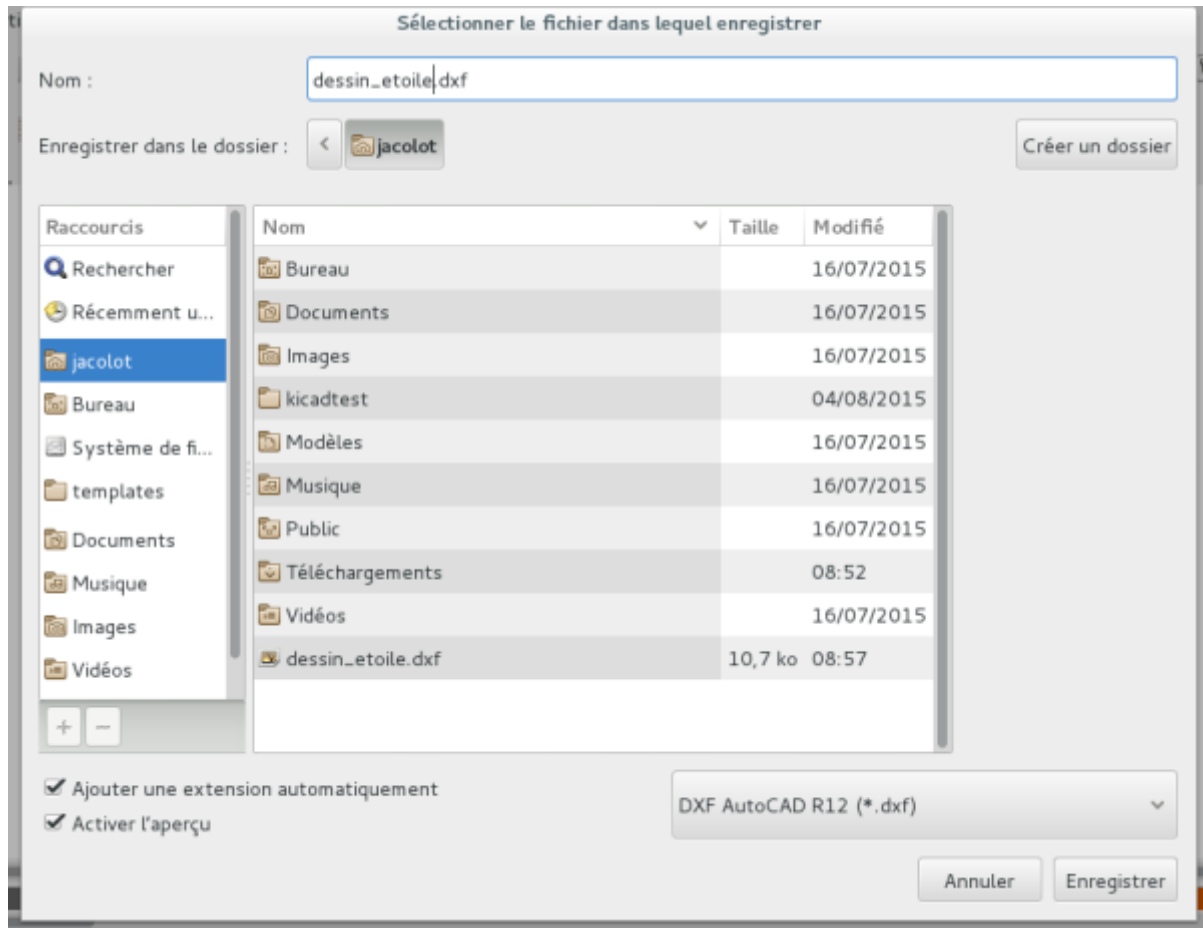 Sélectionner le fichier dans lequel enregistrer
Nom : dessin_etoile.dxf
Enregistrer dans le dossier : < jacolot Créer un dossier
Raccourcis Nom Taille Modifié
Rechercher Bureau 16/07/2015
Récemment u... Documents 16/07/2015
jacolot Images 16/07/2015
Bureau kicadtest 04/08/2015
Système de fi... Modèles 16/07/2015
templates Musique 16/07/2015
Documents Public 16/07/2015
Musique Téléchargements 08:52
Images Vidéos 16/07/2015
Vidéos dessin_etoile.dxf 10,7 ko 08:57
+ −
Ajouter une extension automatiquement
DXF AutoCAD R12 (*.dxf)
Activer l'aperçu
Annuler Enregistrer